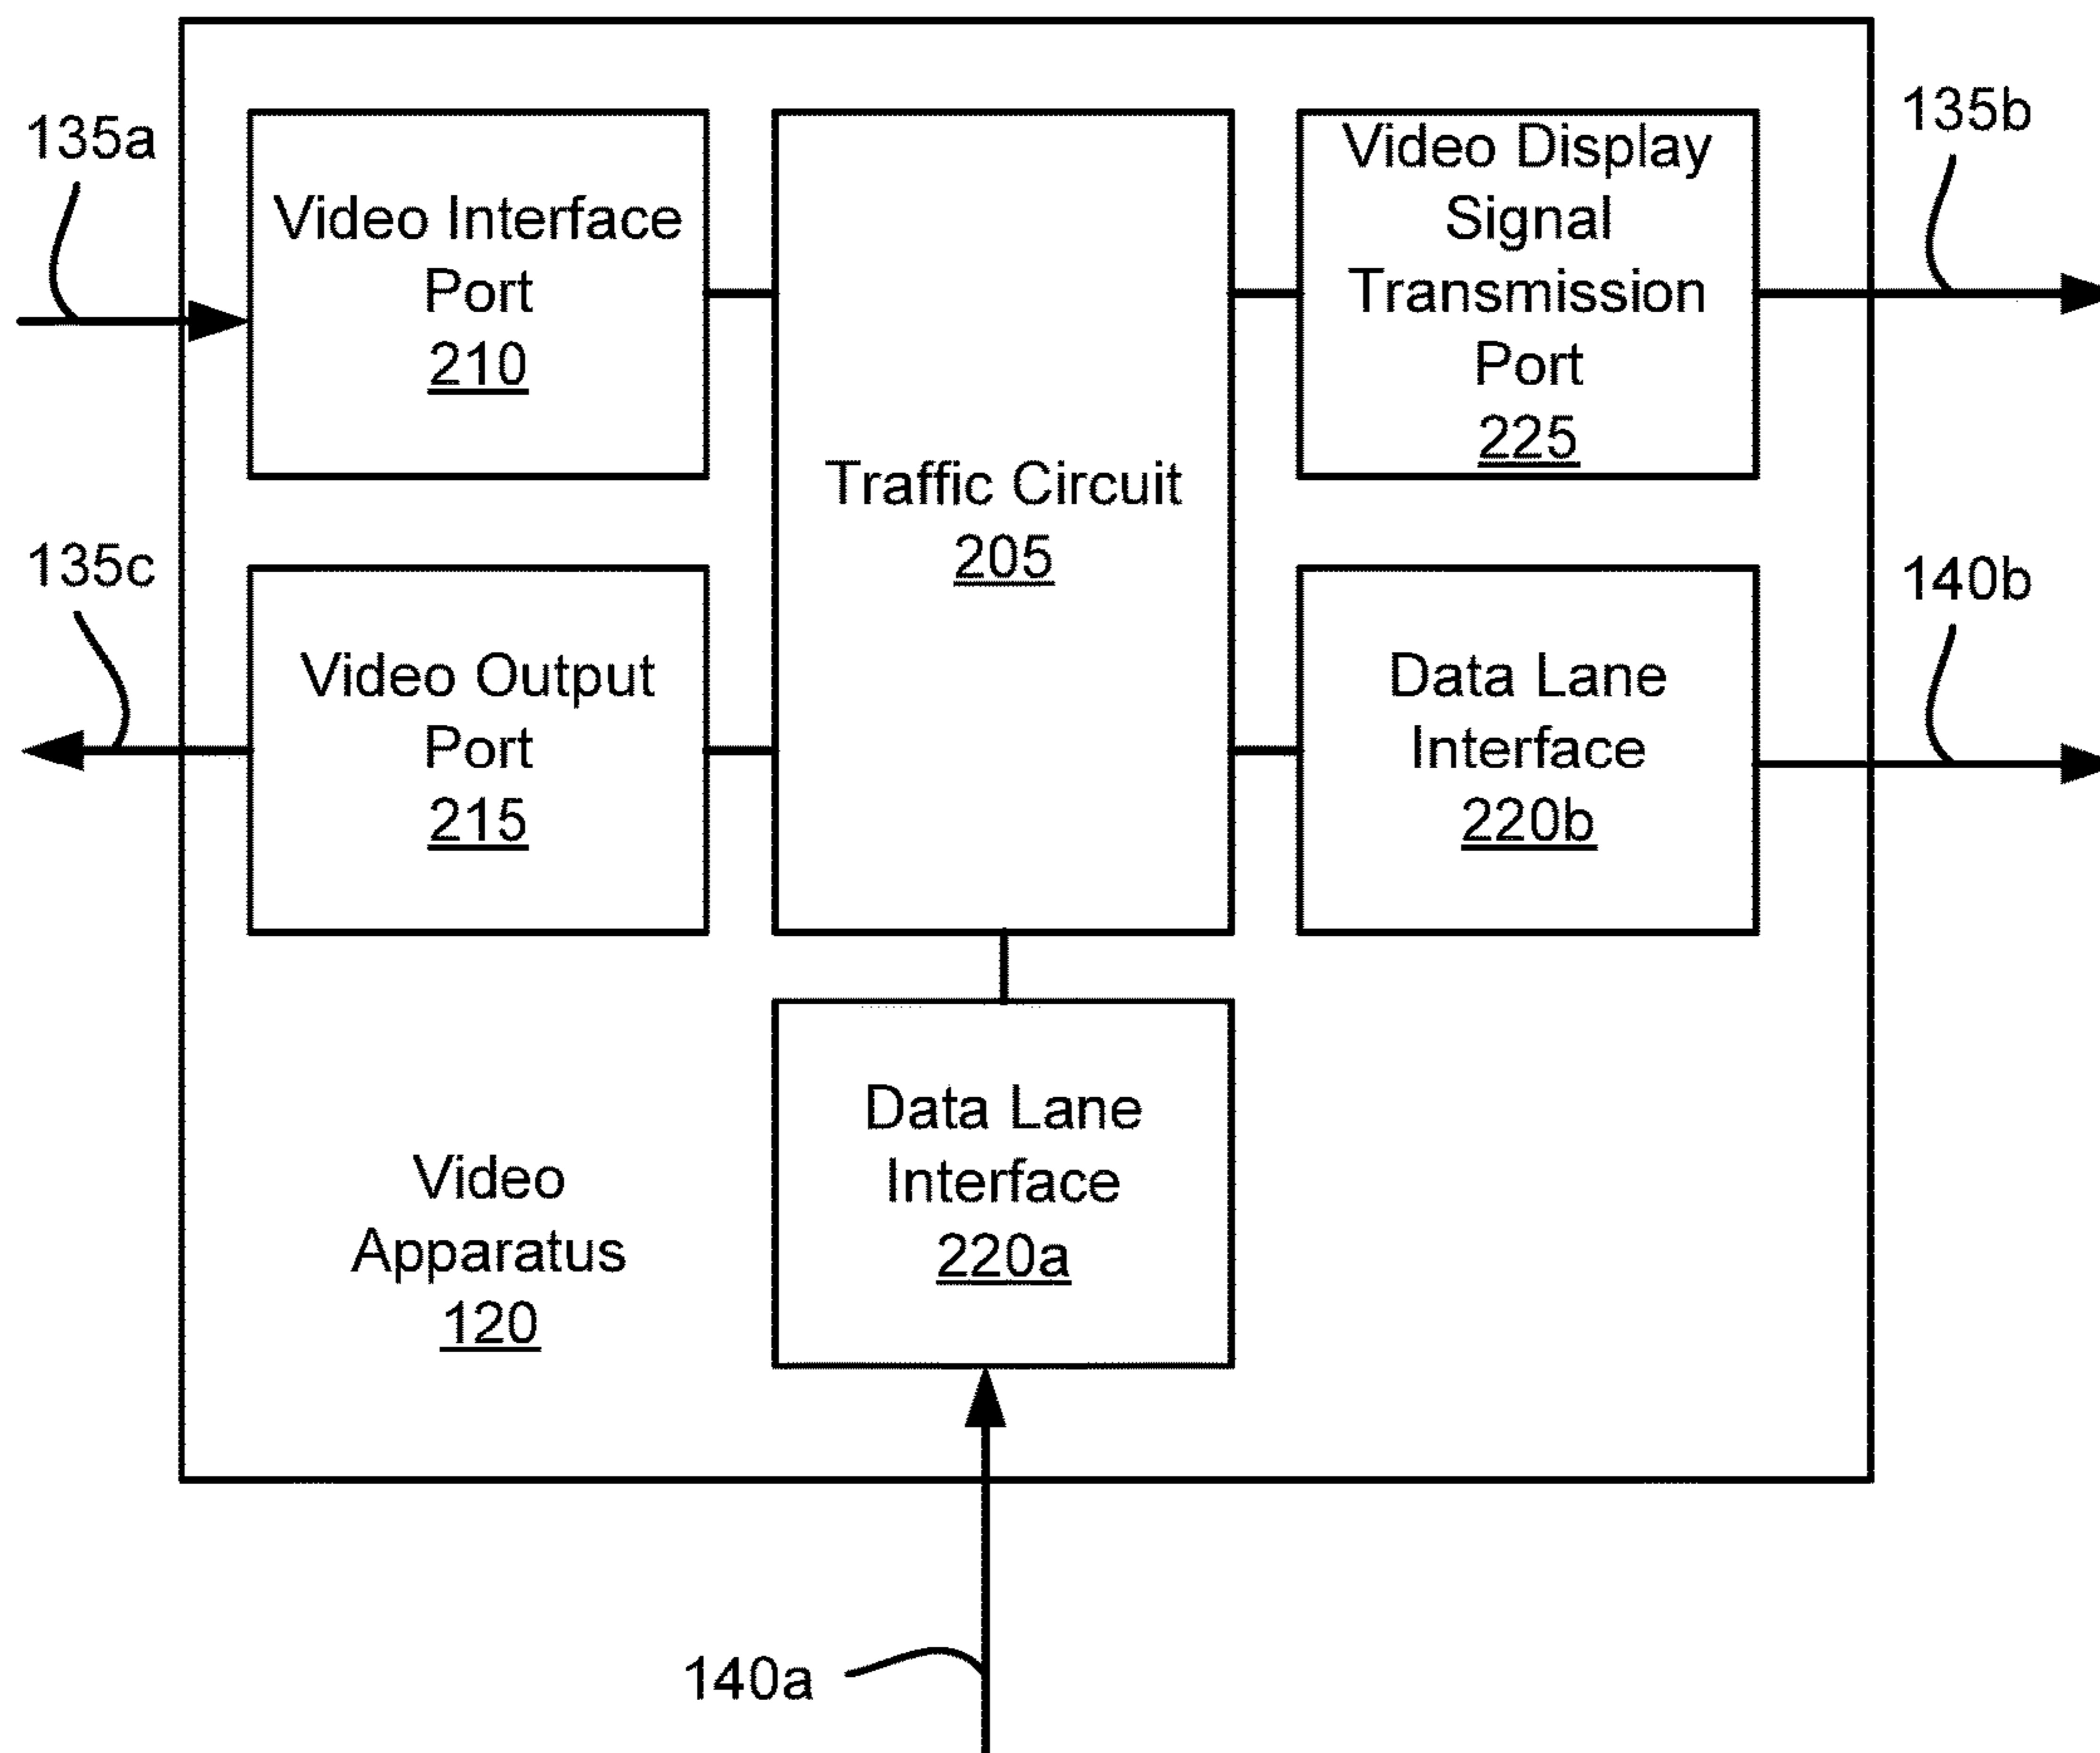 135a
Video Interface
Port
210
135c
Video Output
Port
215
Traffic Circuit
205
Video Display
Signal
Transmission
Port
225
135b
Data Lane
Interface
220b
140b
Data Lane
Interface
220a
Video
Apparatus
120
140a